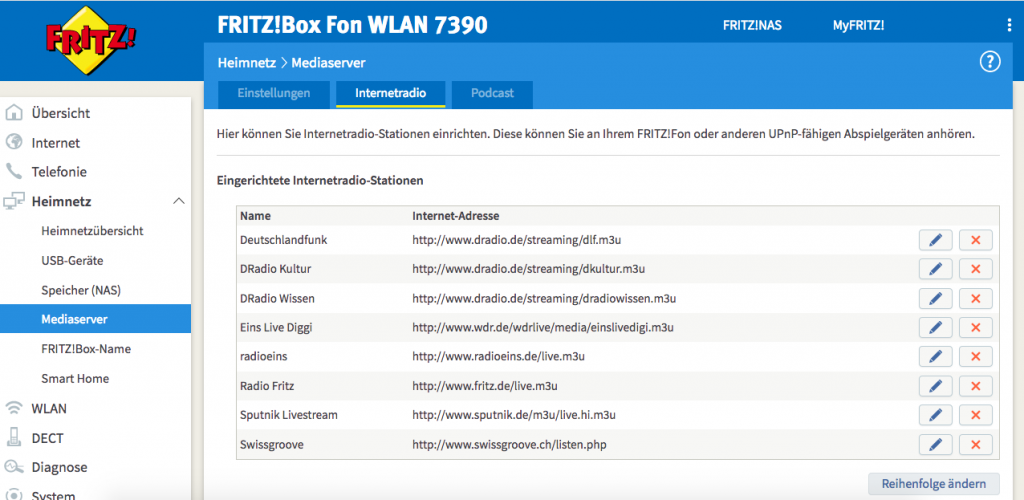 FRITZ!
FRITZ!Box Fon WLAN 7390
FRITZ!NAS
MyFRITZ!
Heimnetz > Mediaserver
?
Einstellungen
Internetradio
Podcast
Übersicht
Internet
Telefonie
Heimnetz
Heimnetzübersicht
USB-Geräte
Speicher (NAS)
Mediaserver
FRITZ!Box-Name
Smart Home
WLAN
DECT
Diagnose
System
Hier können Sie Internetradio-Stationen einrichten. Diese können Sie an Ihrem FRITZ!Fon oder anderen UPnP-fähigen Abspielgeräten anhören.
Eingerichtete Internetradio-Stationen
Name Internet-Adresse
Deutschlandfunk http://www.dradio.de/streaming/dlf.m3u
DRadio Kultur http://www.dradio.de/streaming/dkultur.m3u
DRadio Wissen http://www.dradio.de/streaming/dradiowissen.m3u
Eins Live Diggi http://www.wdr.de/wdrlive/media/einslivedigi.m3u
radioeins http://www.radioeins.de/live.m3u
Radio Fritz http://www.fritz.de/live.m3u
Sputnik Livestream http://www.sputnik.de/m3u/live.hi.m3u
Swissgroove http://www.swissgroove.ch/listen.php
Reihenfolge ändern